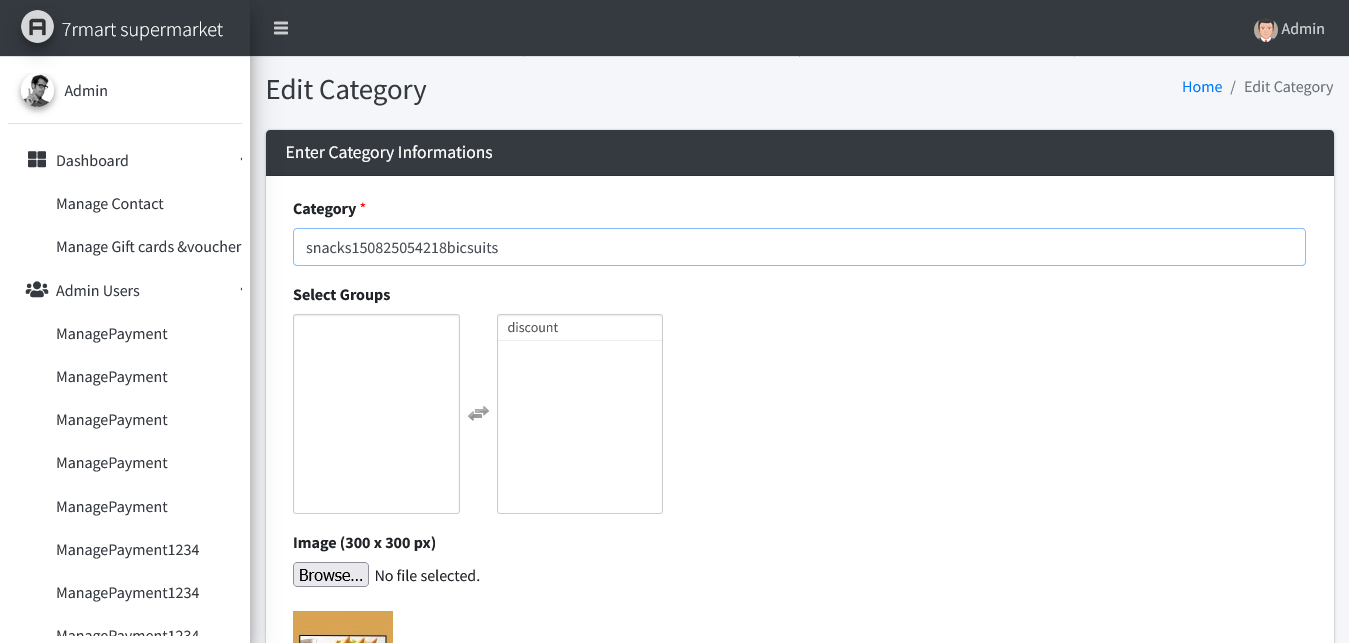 7rmart supermarket
Admin
Admin
Edit Category
Home / Edit Category
Enter Category Informations
Dashboard
Manage Contact
Manage Gift cards &voucher
Admin Users
ManagePayment
ManagePayment
ManagePayment
ManagePayment
ManagePayment
ManagePayment1234
ManagePayment1234
ManagePayment1234
Category *
snacks150825054218bicsuits
Select Groups
discount
Image (300 x 300 px)
Browse... No file selected.